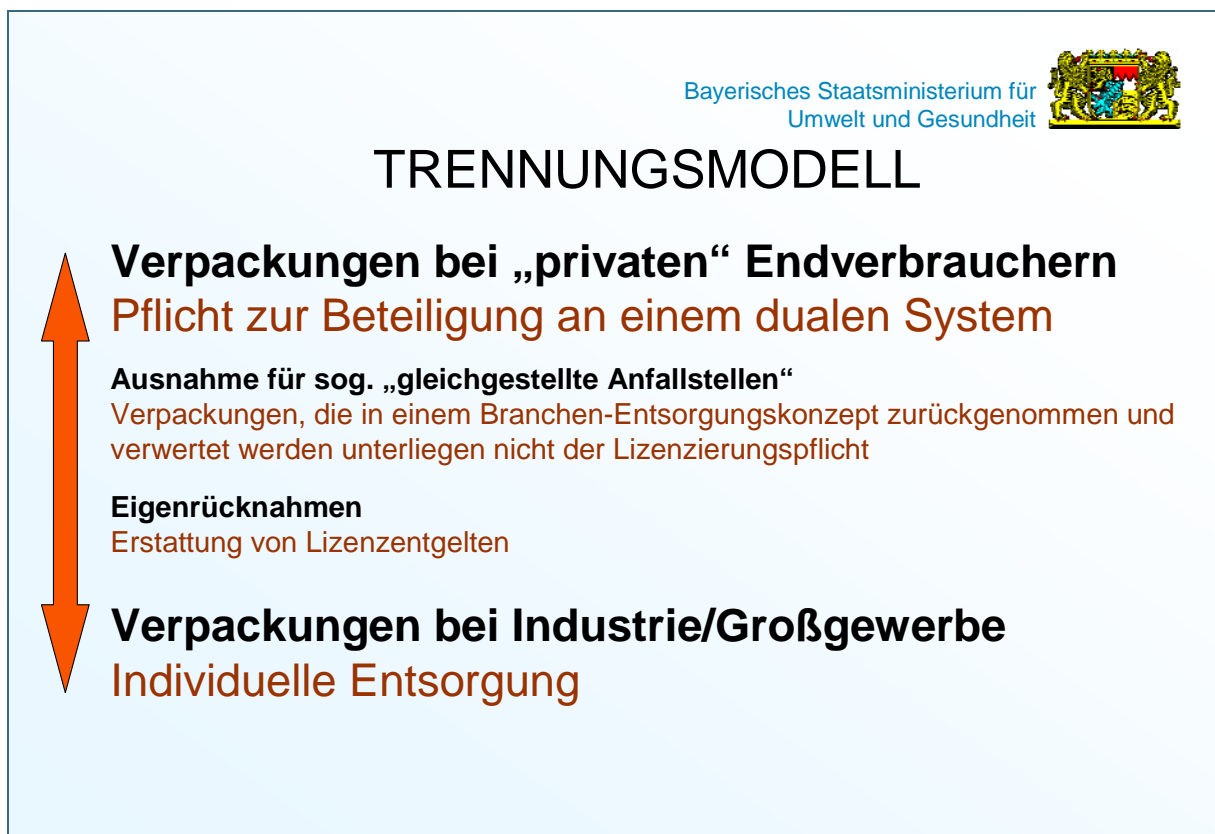 Bayerisches Staatsministerium für
Umwelt und Gesundheit
TRENNUNGSMODELL
Verpackungen bei „privaten“ Endverbrauchern
Pflicht zur Beteiligung an einem dualen System
Ausnahme für sog. „gleichgestellte Anfallstellen“
Verpackungen, die in einem Branchen-Entsorgungskonzept zurückgenommen und
verwertet werden unterliegen nicht der Lizenzierungspflicht
Eigenrücknahmen
Erstattung von Lizenzentgelten
Verpackungen bei Industrie/Großgewerbe
Individuelle Entsorgung